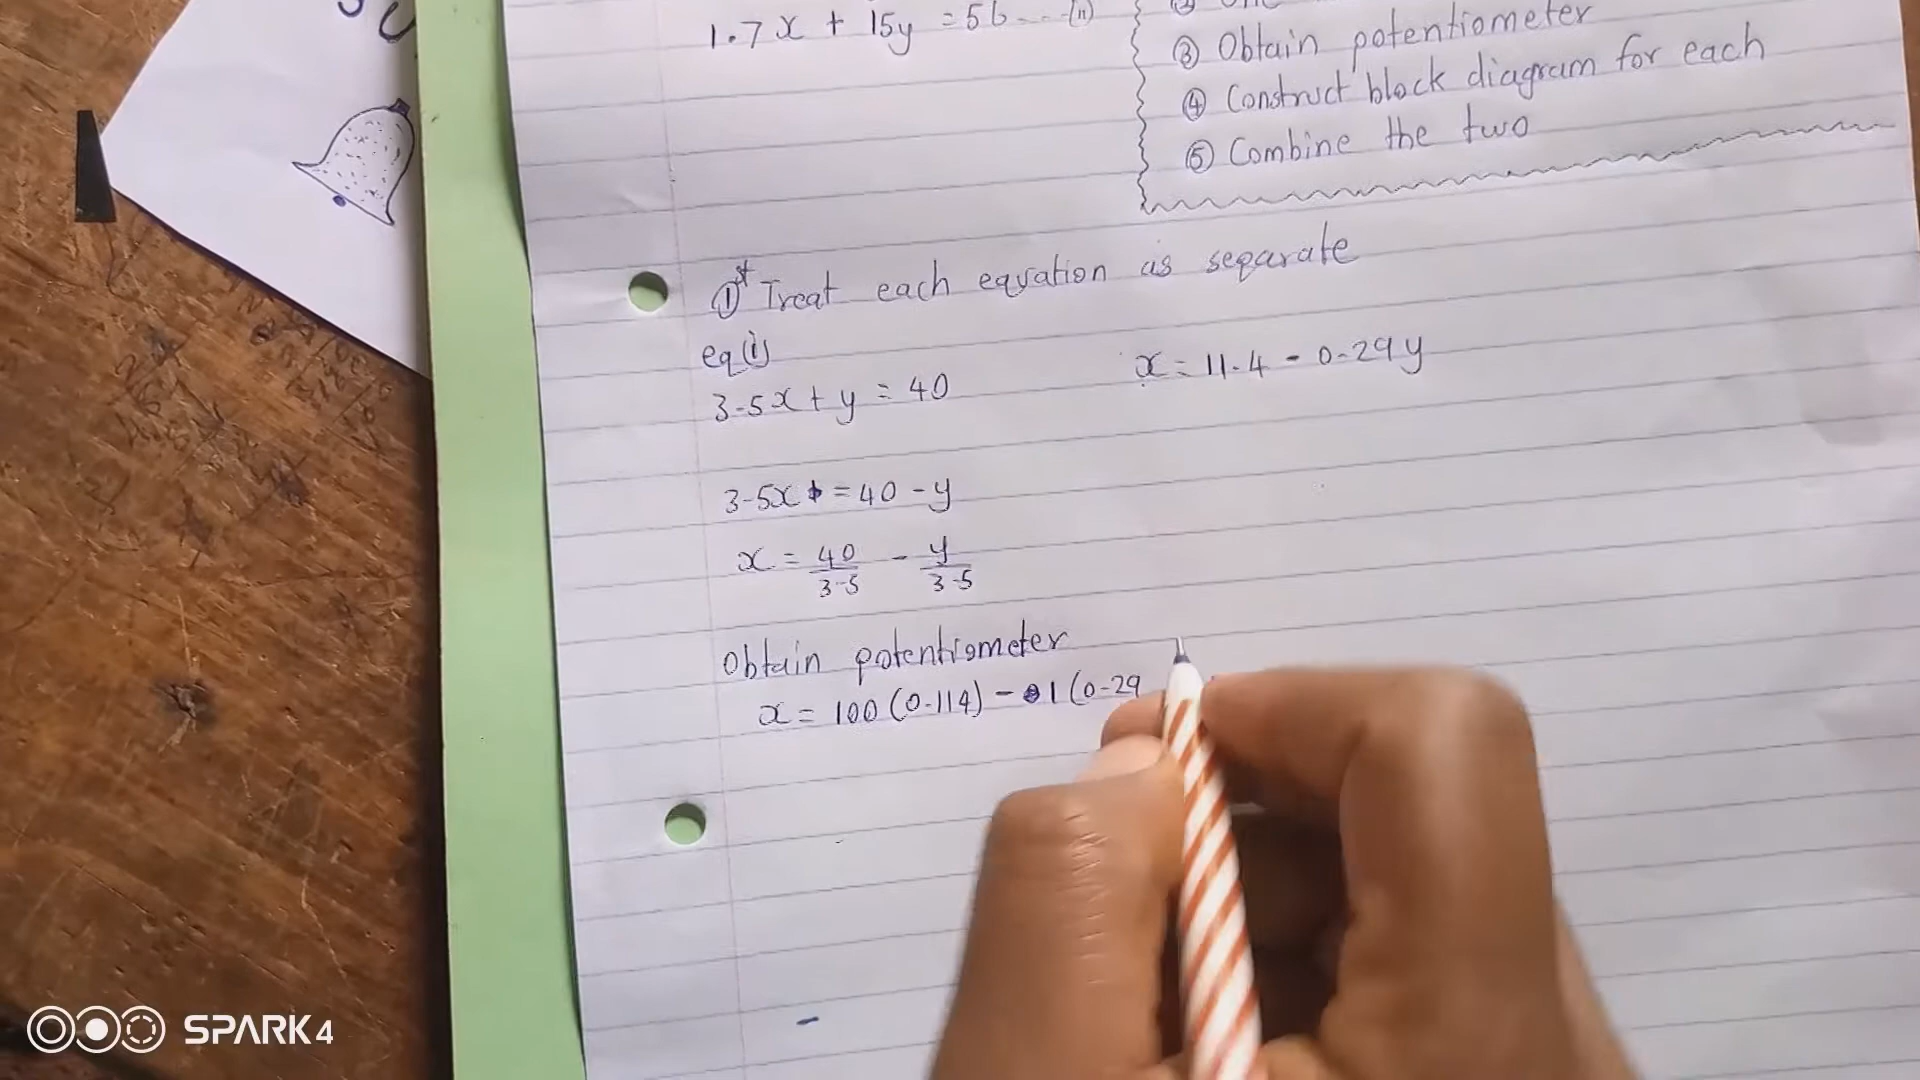 1.7x + 15y = 56 --- (ii)
③ Obtain potentiometer
④ Construct block diagram for each
⑤ Combine the two
①st Treat each equation as separate
eq(i)
3.5x + y = 40
x = 11.4 - 0.29y
3.5x = 40 - y
x = 40/3.5 - y/3.5
Obtain potentiometer
x = 100 (0.114) - 1 (0.29
SPARK 4